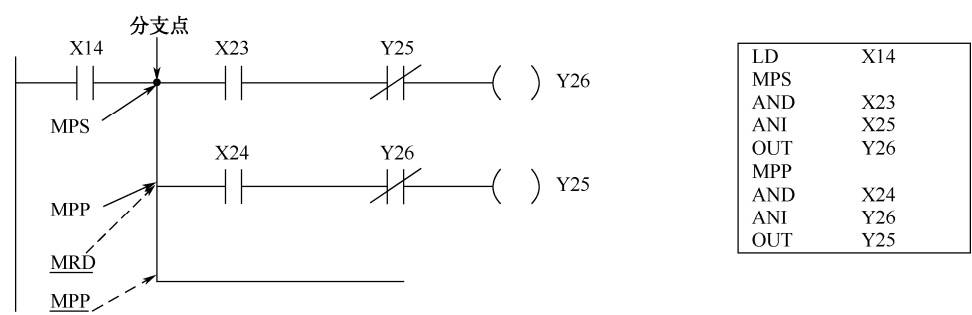 分支点
X14 X23 Y25
Y26
MPS
X24 Y26
Y25
MPP
MRD
MPP
LD X14
MPS
AND X23
ANI X25
OUT Y26
MPP
AND X24
ANI Y26
OUT Y25